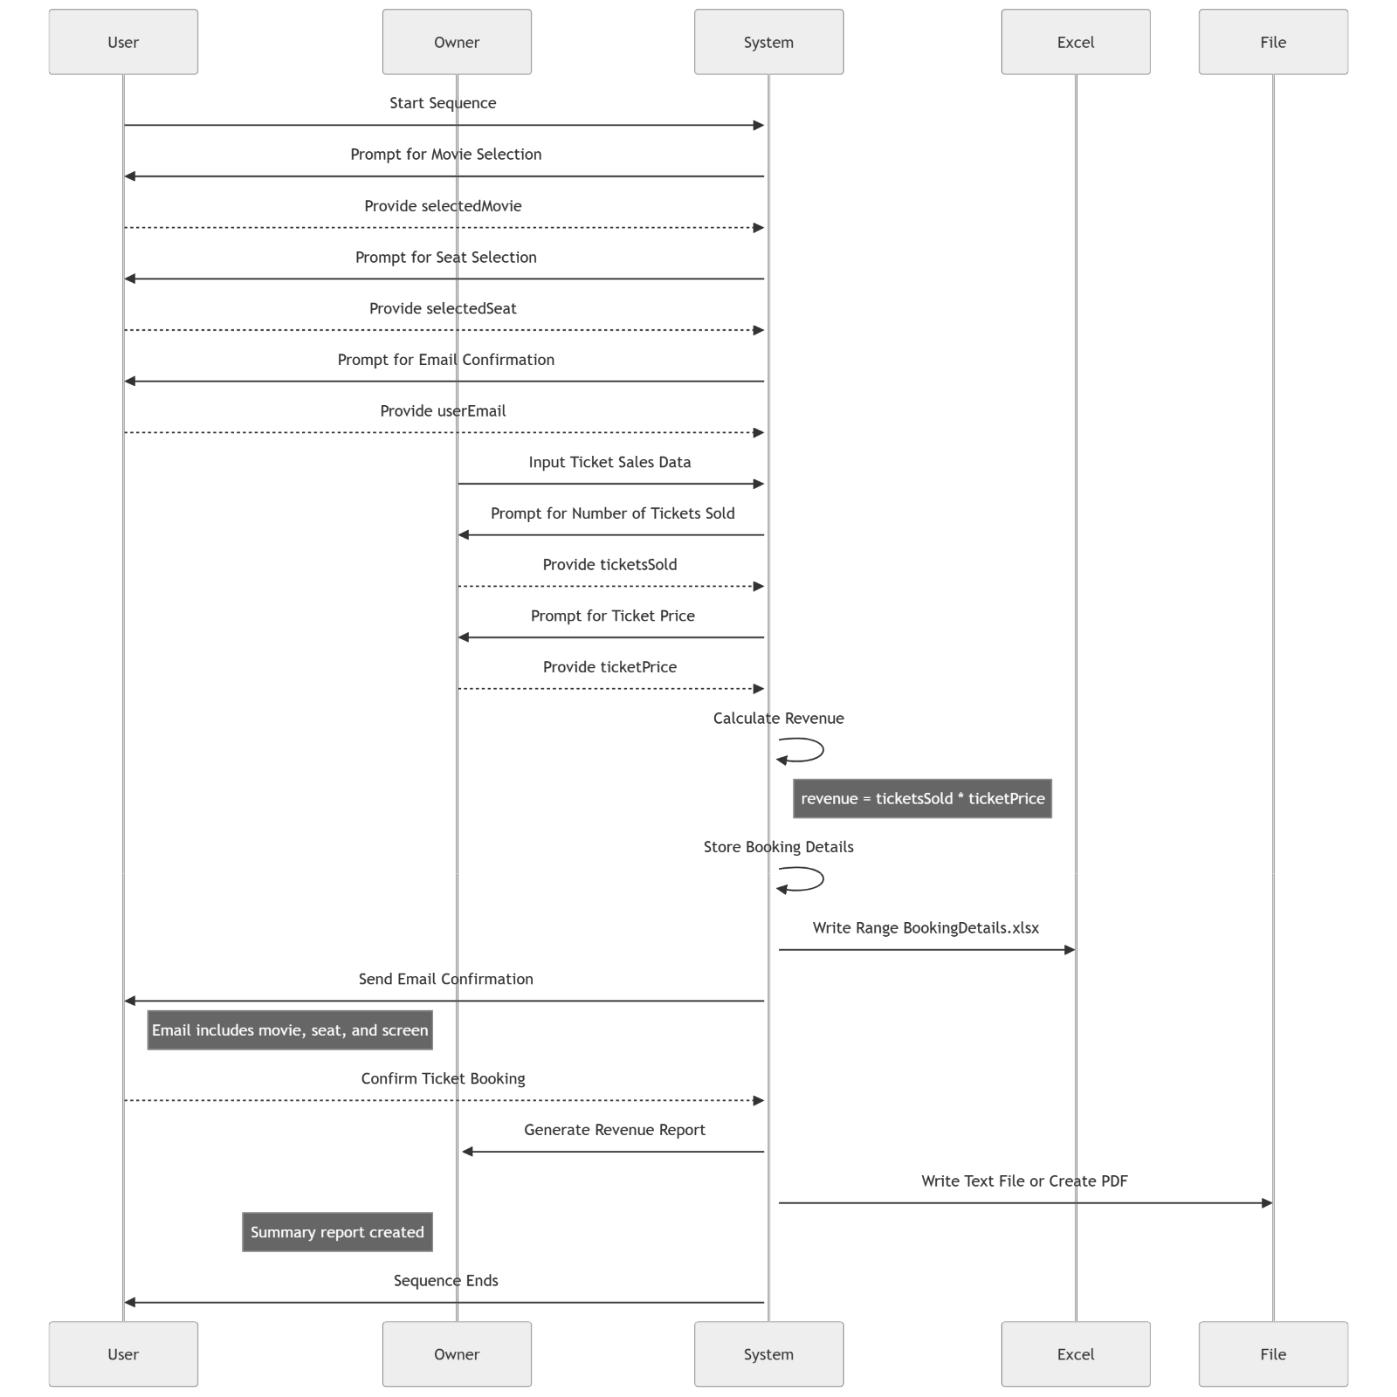 User
Owner
System
Excel
File
Start Sequence
Prompt for Movie Selection
Provide selectedMovie
Prompt for Seat Selection
Provide selectedSeat
Prompt for Email Confirmation
Provide userEmail
Input Ticket Sales Data
Prompt for Number of Tickets Sold
Provide ticketsSold
Prompt for Ticket Price
Provide ticketPrice
Calculate Revenue
revenue = ticketsSold * ticketPrice
Store Booking Details
Write Range BookingDetails.xlsx
Send Email Confirmation
Email includes movie, seat, and screen
Confirm Ticket Booking
Generate Revenue Report
Write Text File or Create PDF
Summary report created
Sequence Ends
User
Owner
System
Excel
File